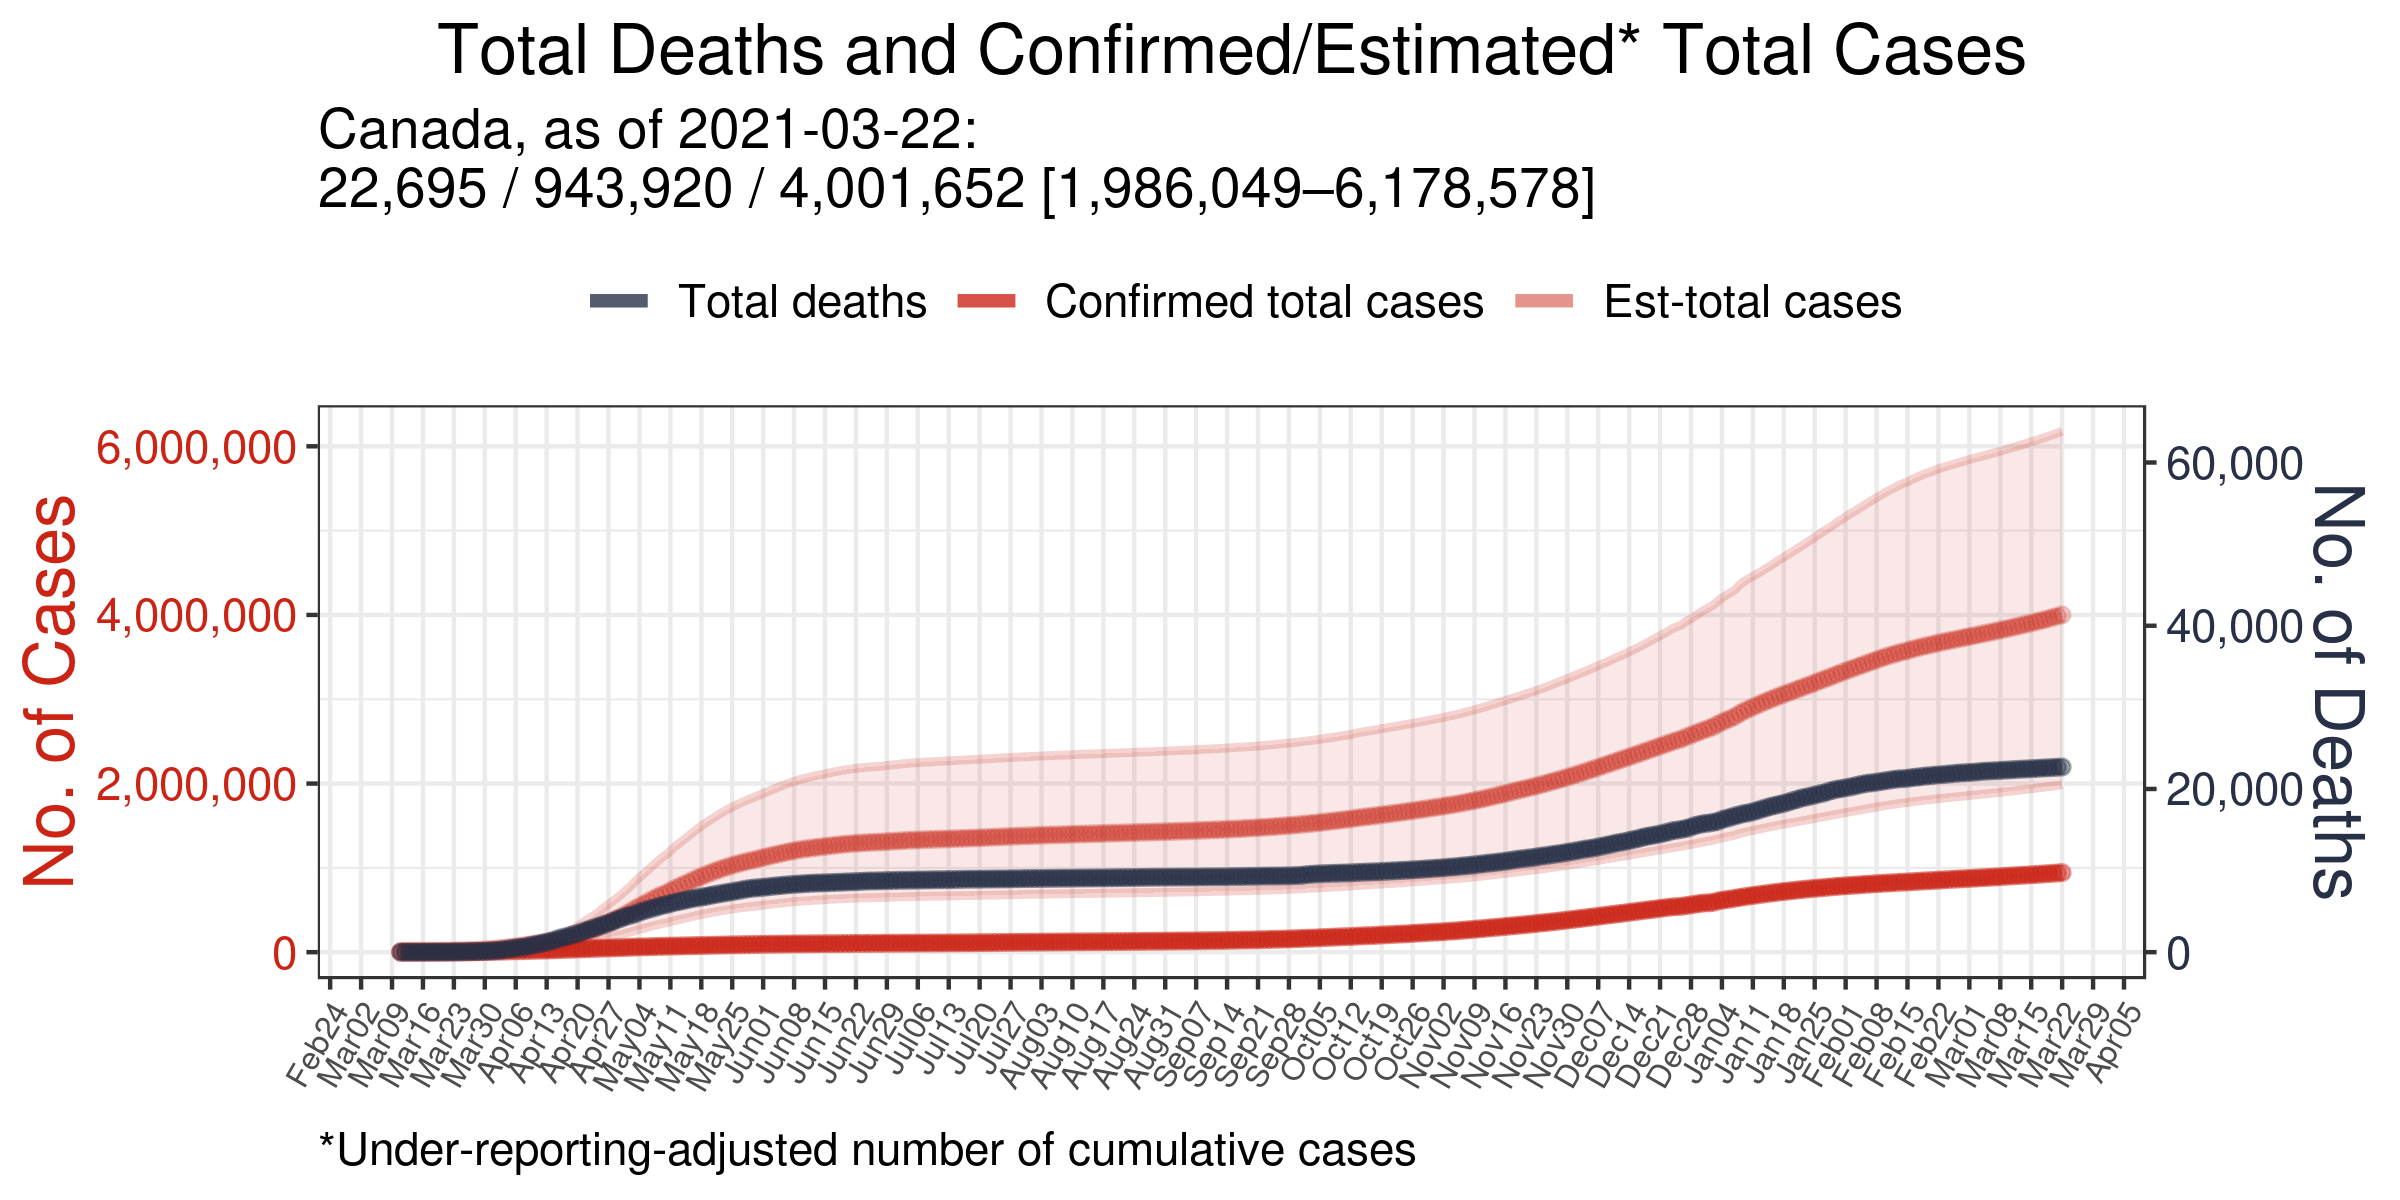 Total Deaths and Confirmed/Estimated* Total Cases
Canada, as of 2021-03-22:
22,695 / 943,920 / 4,001,652 [1,986,049–6,178,578]
Total deaths
Confirmed total cases
Est-total cases
No. of Cases
6,000,000
4,000,000
2,000,000
0
60,000
40,000
20,000
0
No. of Deaths
Feb24
Mar02
Mar09
Mar16
Mar23
Mar30
Apr06
Apr13
Apr20
Apr27
May04
May11
May18
May25
Jun01
Jun08
Jun15
Jun22
Jun29
Jul06
Jul13
Jul20
Jul27
Aug03
Aug10
Aug17
Aug24
Aug31
Sep07
Sep14
Sep21
Sep28
Oct05
Oct12
Oct19
Oct26
Nov02
Nov09
Nov16
Nov23
Nov30
Dec07
Dec14
Dec21
Dec28
Jan04
Jan11
Jan18
Jan25
Feb01
Feb08
Feb15
Feb22
Mar01
Mar08
Mar15
Mar22
Mar29
Apr05
*Under-reporting-adjusted number of cumulative cases